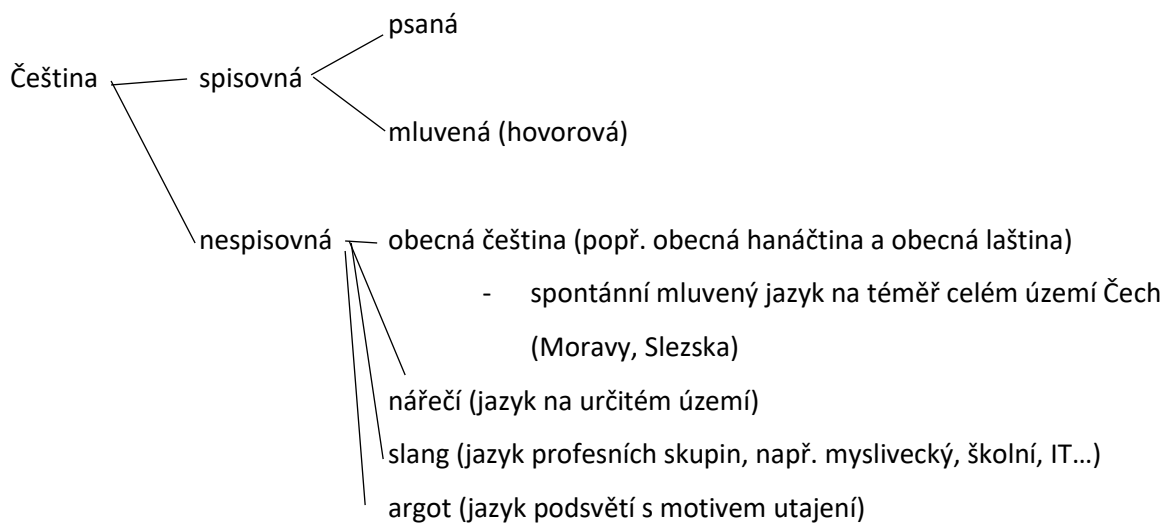 psaná
Čeština spisovná
mluvená (hovorová)
nespisovná obecná čeština (popř. obecná hanáčtina a obecná laština)
- spontánní mluvený jazyk na téměř celém území Čech
(Moravy, Slezska)
nářečí (jazyk na určitém území)
slang (jazyk profesních skupin, např. myslivecký, školní, IT…)
argot (jazyk podsvětí s motivem utajení)